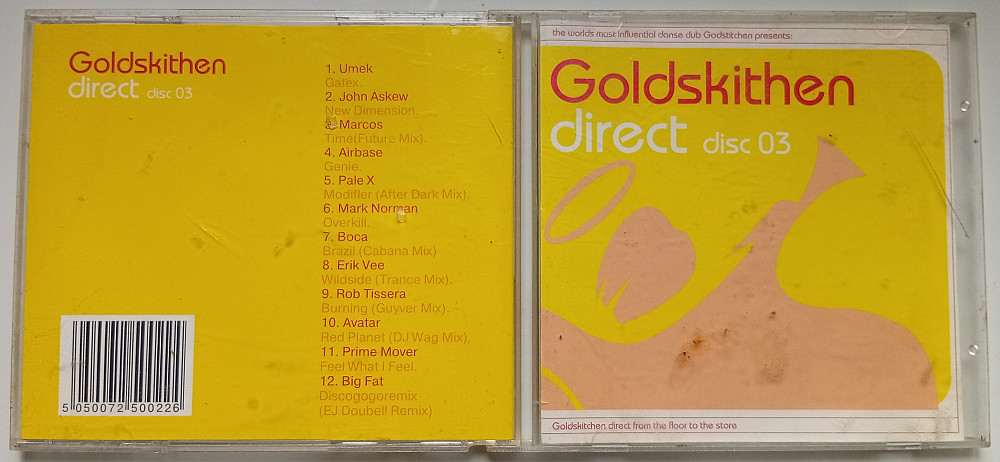 Goldskithen
direct disc 03
1. Umek
Gatex.
2. John Askew
New Dimension.
3. Marcos
Time(Future Mix).
4. Airbase
Genie.
5. Pale X
Modifler (After Dark Mix).
6. Mark Norman
Overkill.
7. Boca
Brazil (Cabana Mix)
8. Erik Vee
Wildside (Trance Mix).
9. Rob Tissera
Burning (Guyver Mix).
10. Avatar
Red Planet (DJ Wag Mix),
11. Prime Mover
Feel What I Feel.
12. Big Fat
Discogogoremix
(EJ Doubell Remix)
5 050072 500226
the worlds most influential danse dub Godstitchen presents:
Goldskithen
direct disc 03
Goldskitchen direct from the floor to the store